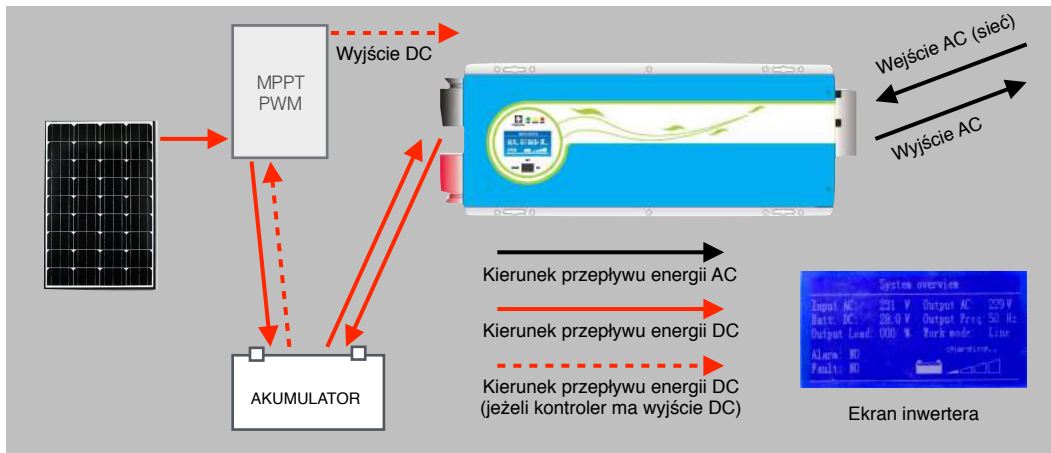 Wyjście DC
MPPT
PWM
Wejście AC (sieć)
Wyjście AC
Kierunek przepływu energii AC
Kierunek przepływu energii DC
Kierunek przepływu energii DC
(jeżeli kontroler ma wyjście DC)
AKUMULATOR
System overview
Input AC: 231 V Output AC: 229 V
Batt. DC: 28.0 V Output Freq: 50 Hz
Output Load: 000 % Work mode: Line
charging..
Alarm: NO
Fault: NO
Ekran inwertera